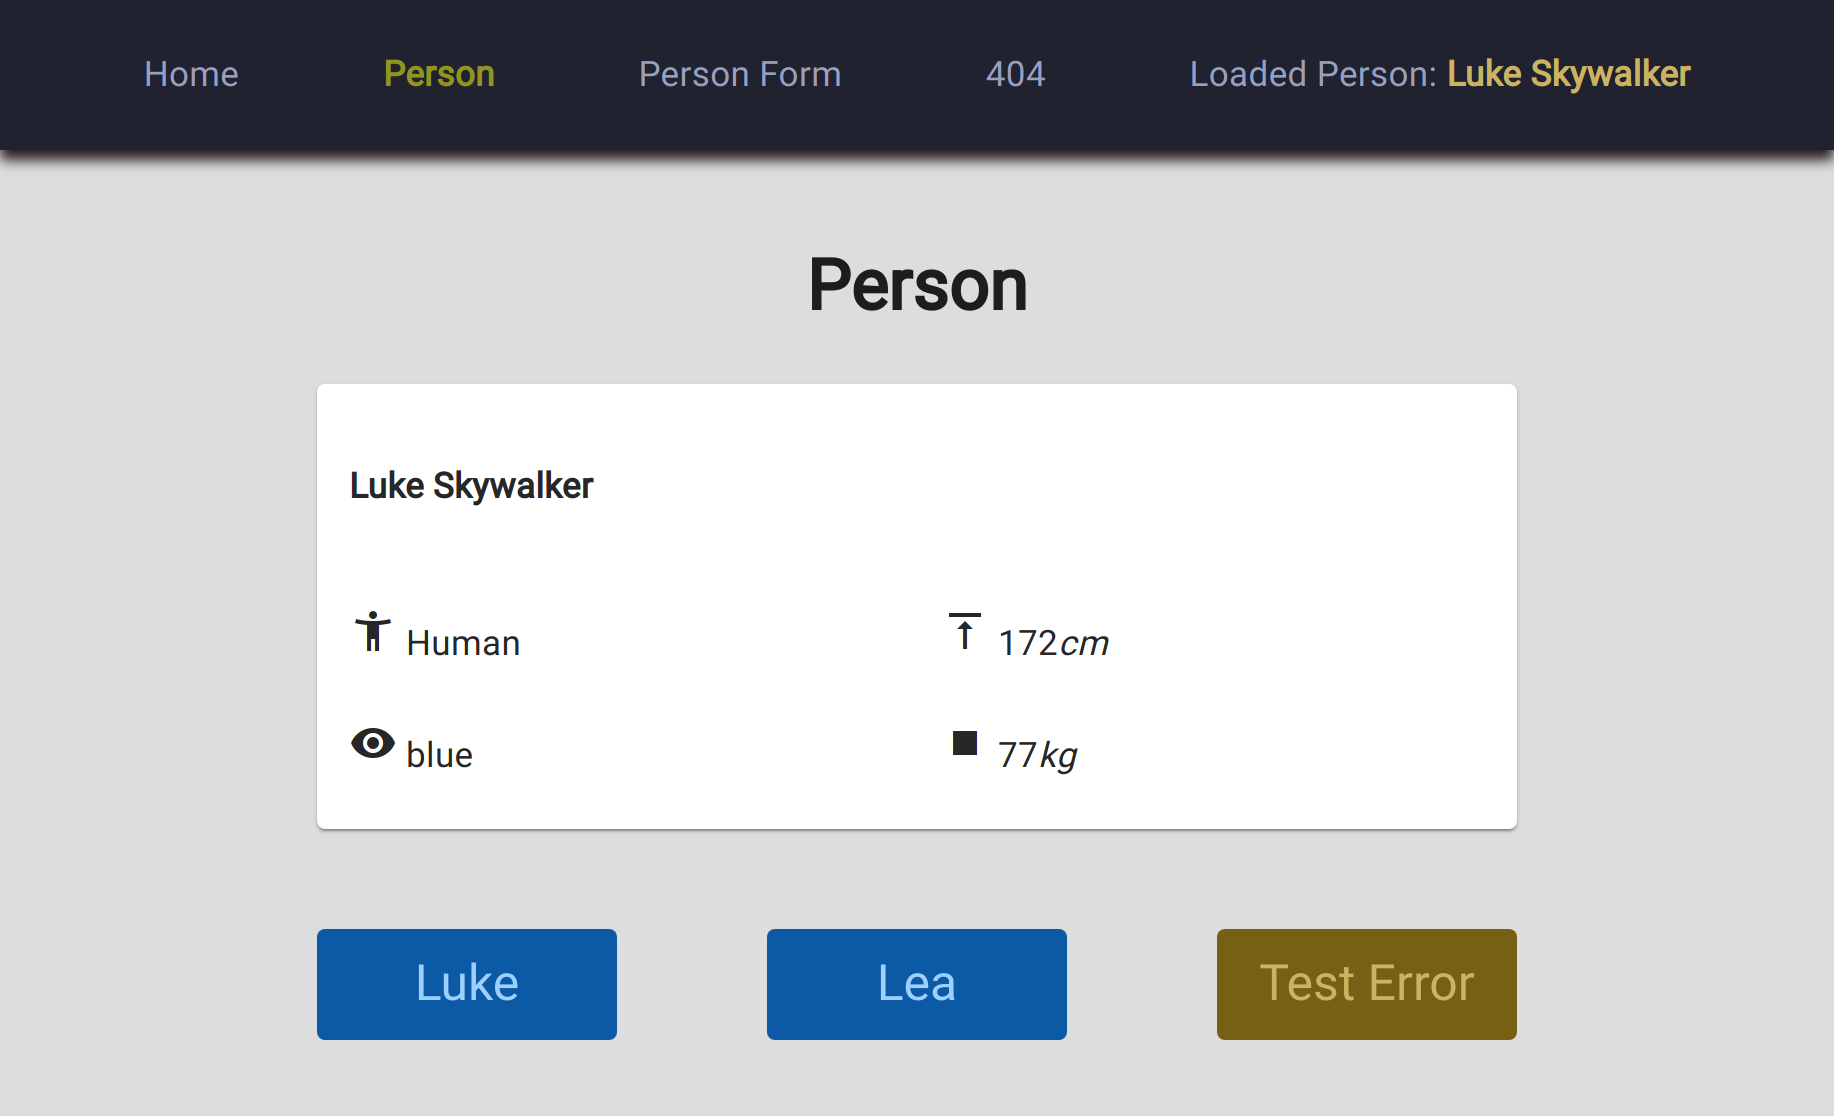 Home Person Person Form 404 Loaded Person: Luke Skywalker
Person
Luke Skywalker
Human 172cm
blue 77kg
Luke Lea Test Error